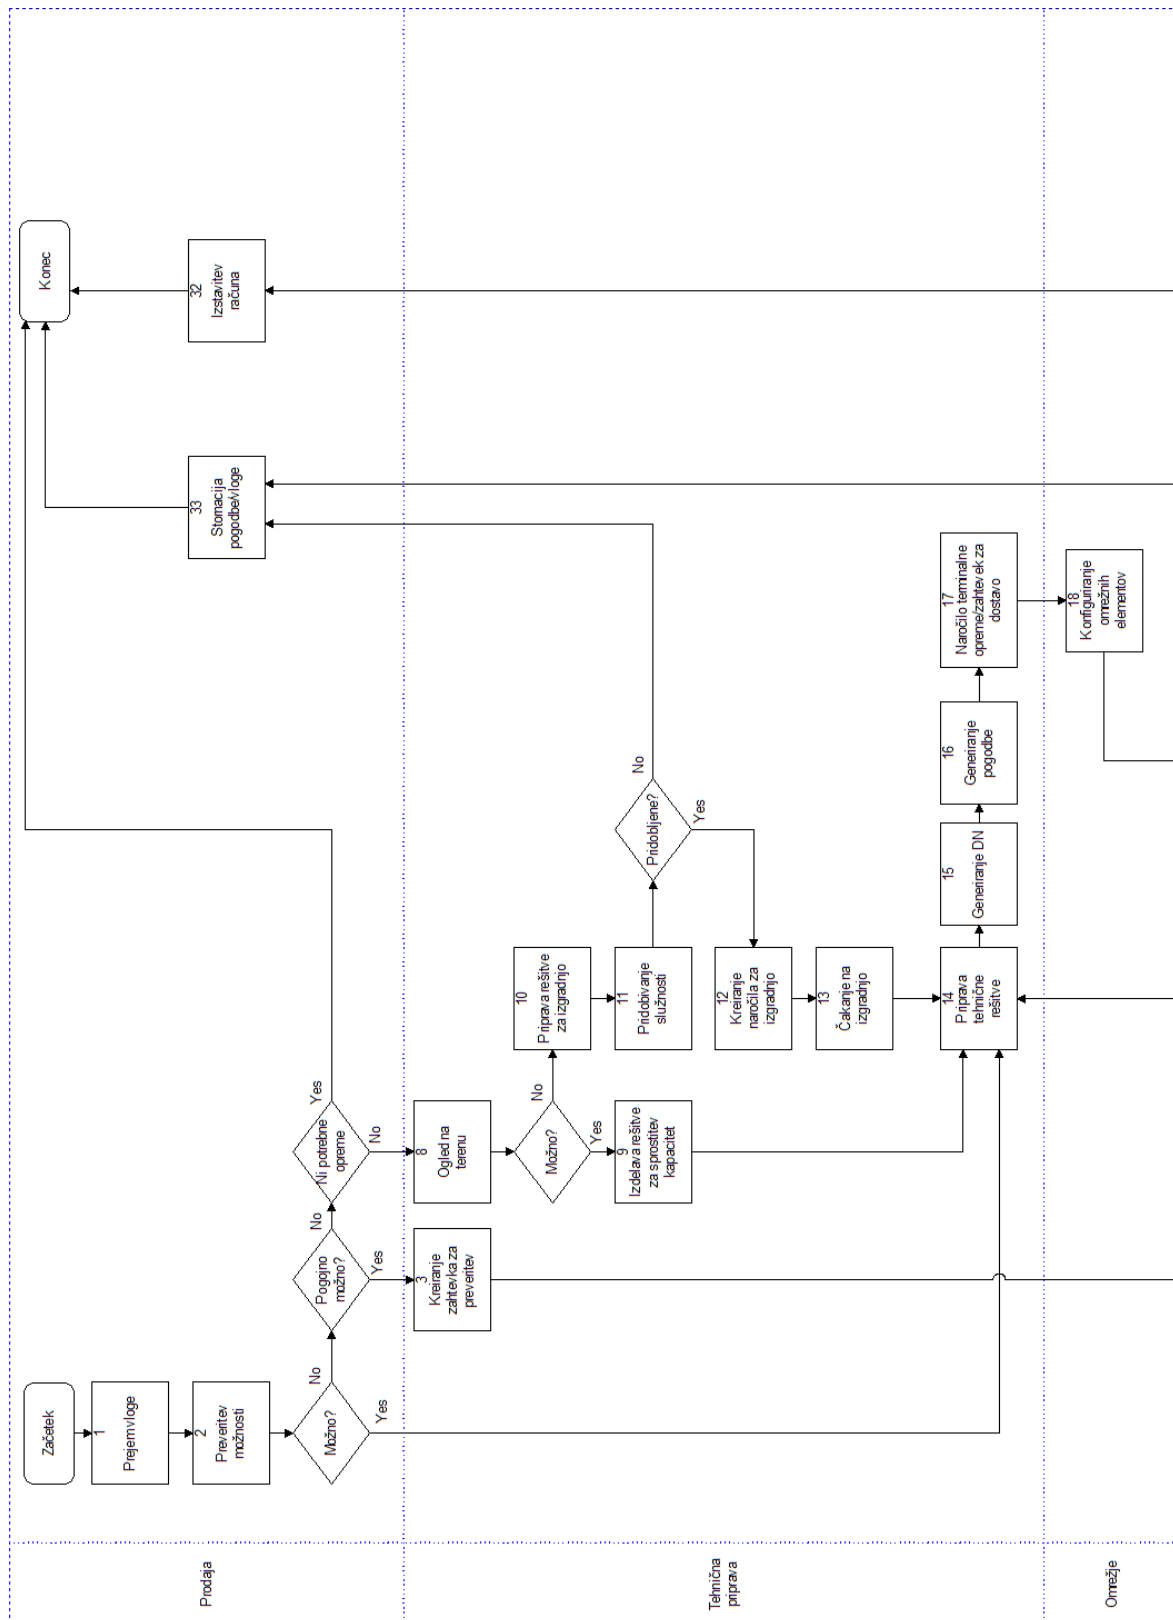 Prodaja
Začetek
1
Prejem vloge
2
Preveritev
možnosti
Možno?
No
Yes
Pogojno
možno?
No
Yes
Ni potrebne
opreme
Yes
No
33
Stornacija
pogodbe/vloge
32
Izstavitev
računa
Konec
Tehnična
priprava
3
Kreiranje
zahtevka za
preveritev
8
Ogled na
terenu
Možno?
No
Yes
9
Izdelava rešitve
za sprostitev
kapacitet
10
Priprava rešitve
za izgradnjo
11
Pridobivanje
služnosti
Pridobljene?
No
Yes
12
Kreiranje
naročila za
izgradnjo
13
Čakanje na
izgradnjo
14
Priprava
tehnične
rešitve
15
Generiranje DN
16
Generiranje
pogodbe
17
Naročilo terminalne
opreme/zahtevek za
dostavo
Omrežje
18
Konfiguriranje
omrežnih
elementov